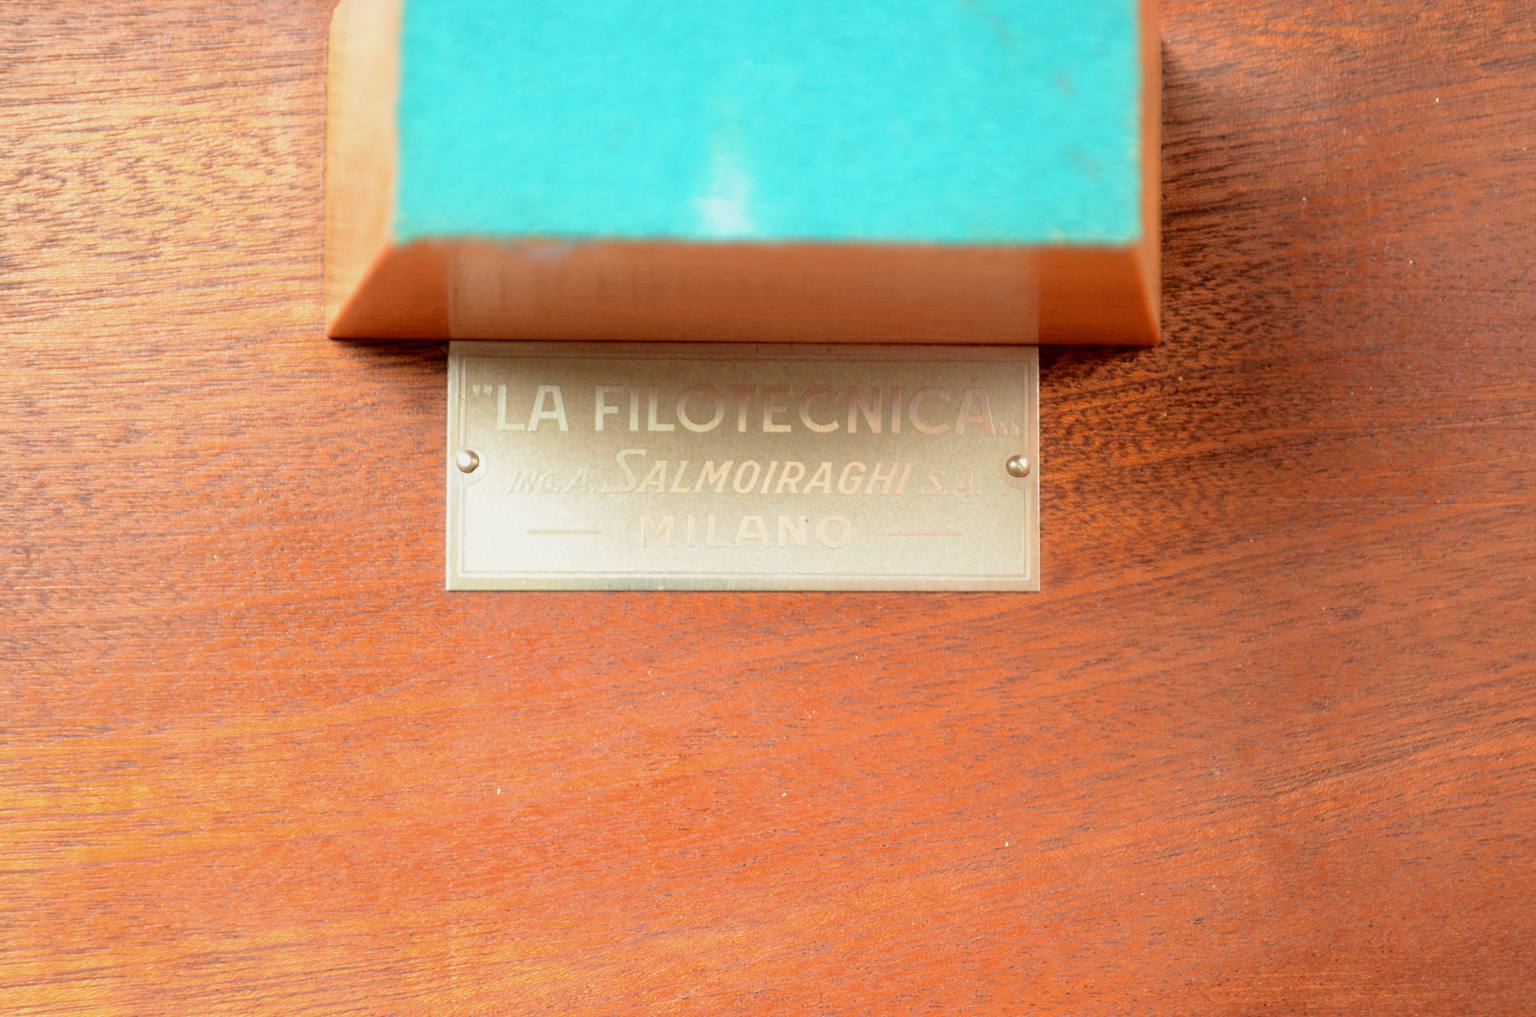 "LA FILOTECNICA„
ING. A. SALMOIRAGHI S.A.
MILANO